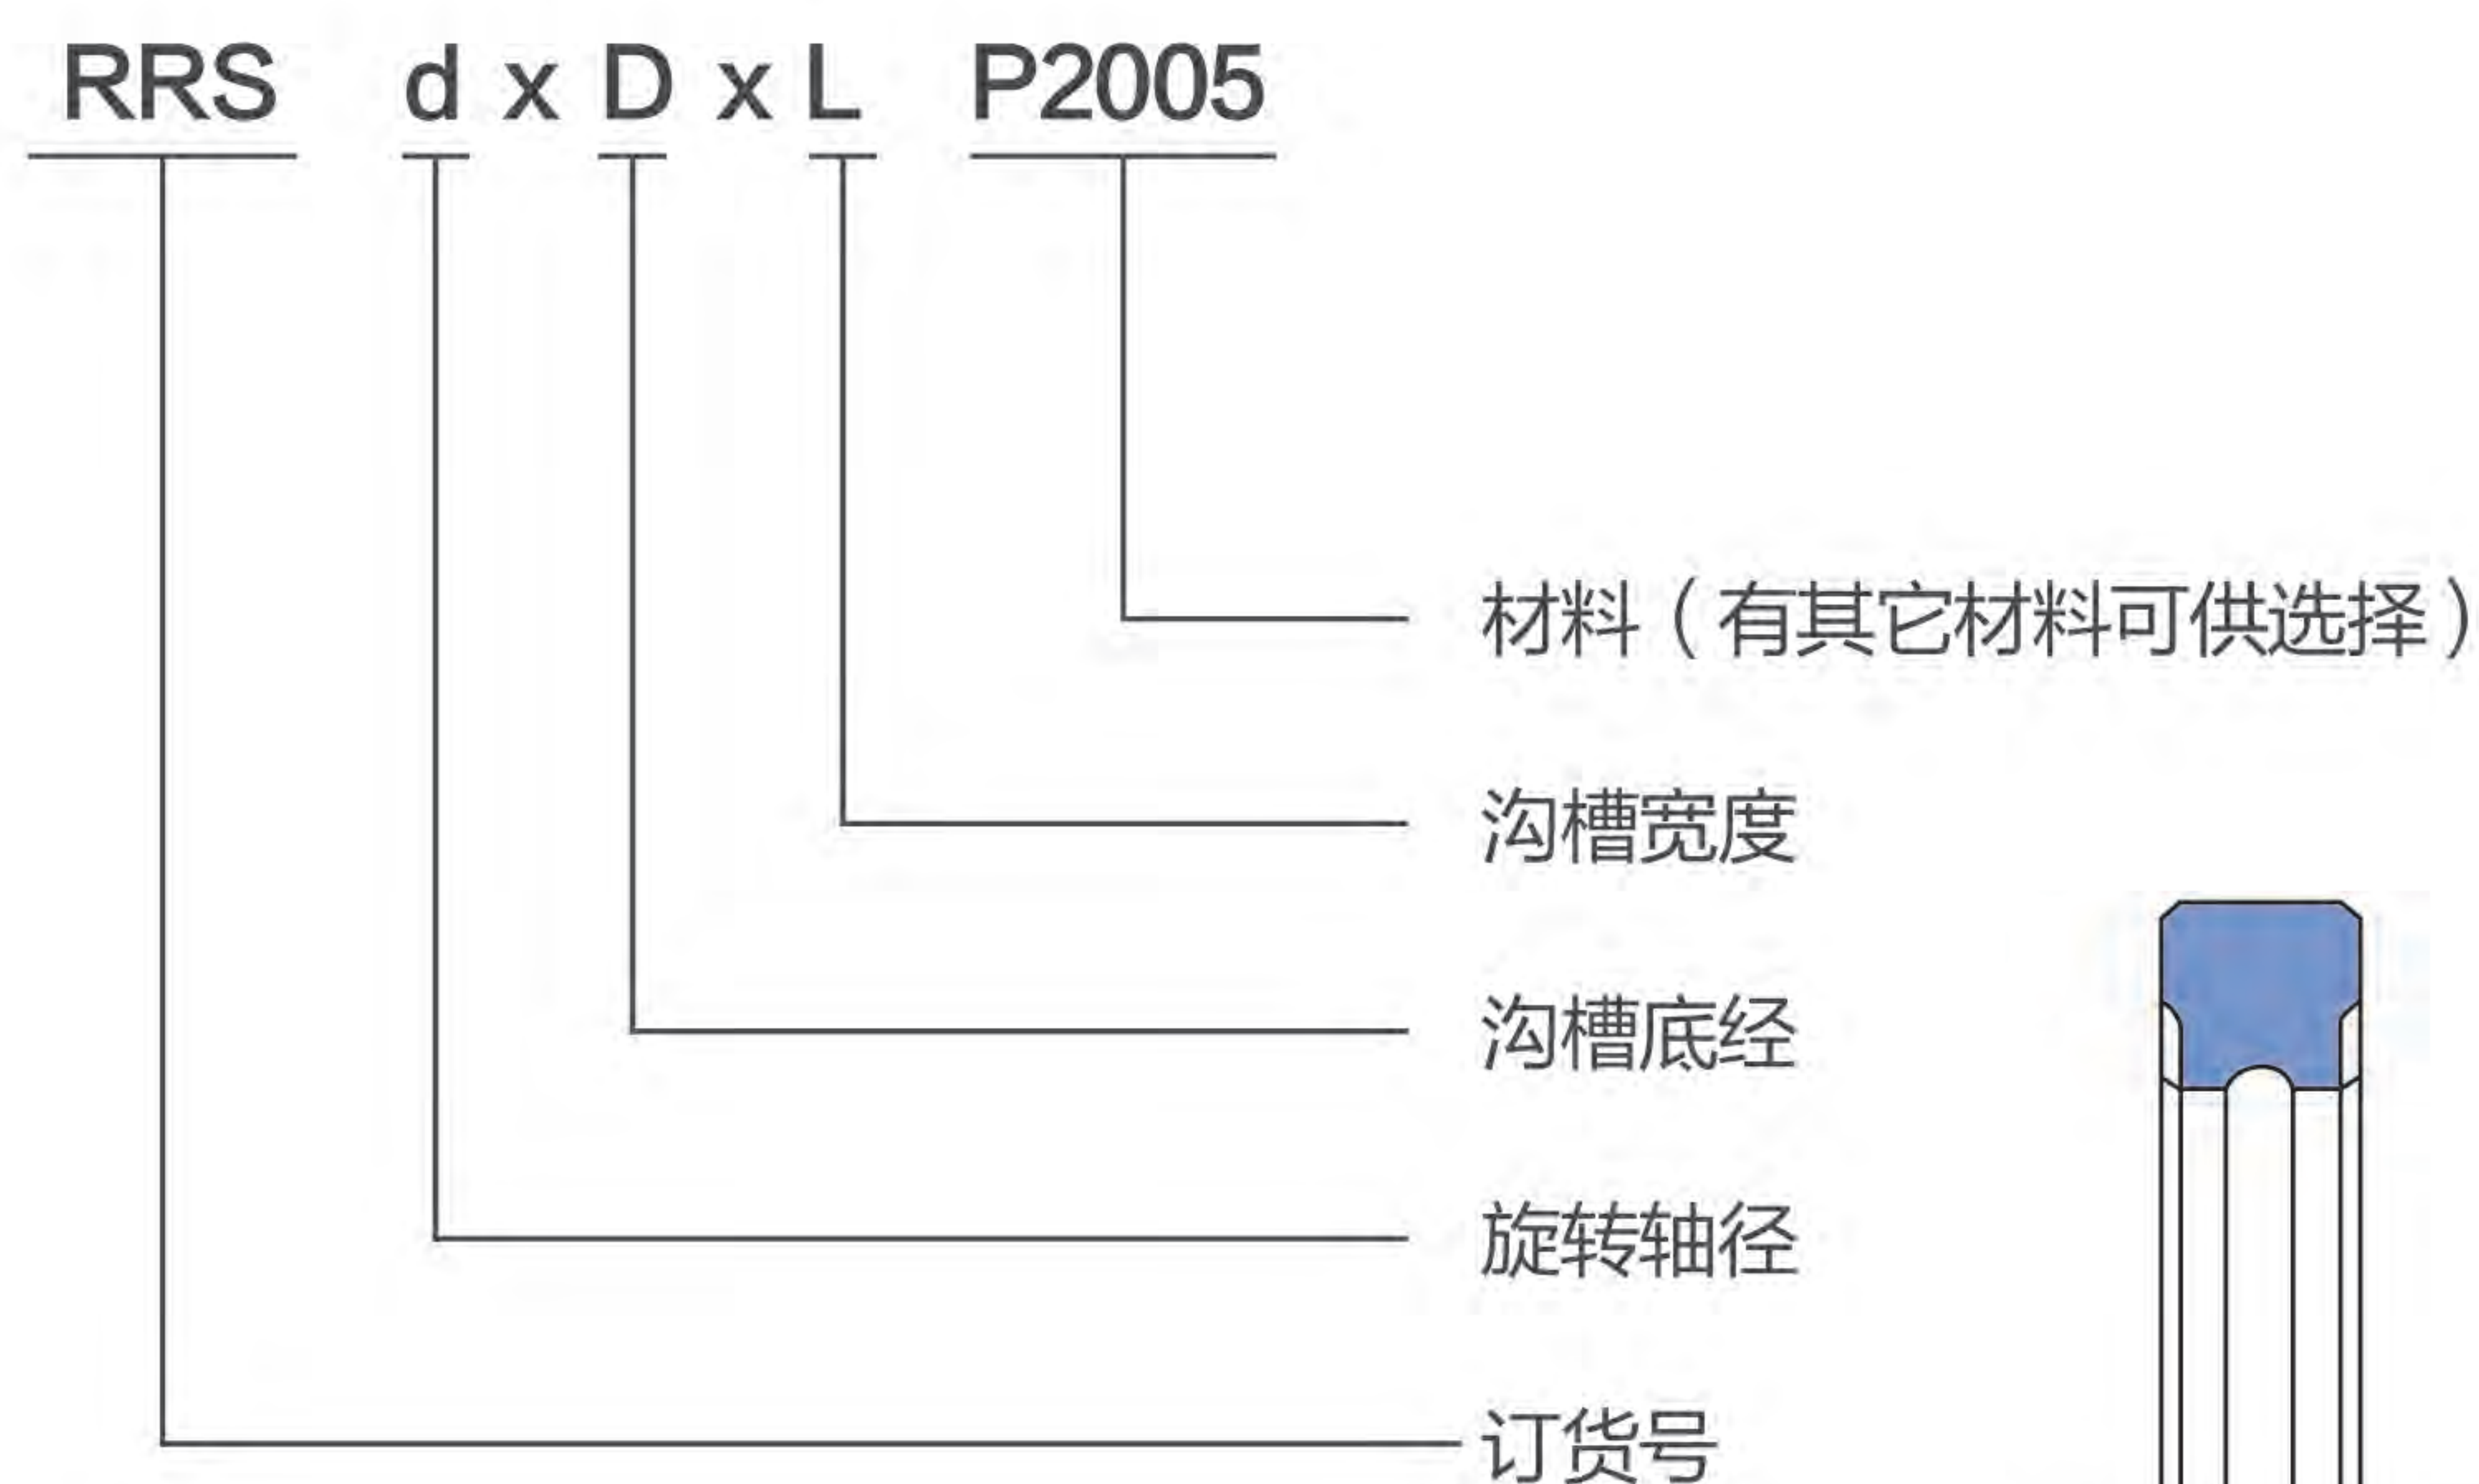 RRS d x D x L P2005
材料（有其它材料可供选择）
沟槽宽度
沟槽底经
旋转轴径
订货号